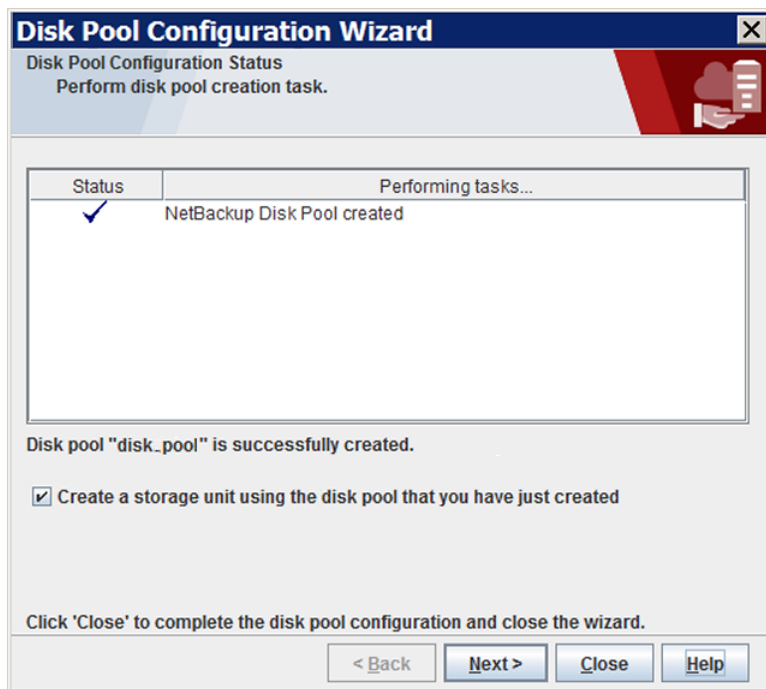 Disk Pool Configuration Wizard
Disk Pool Configuration Status
Perform disk pool creation task.
Status Performing tasks...
NetBackup Disk Pool created
Disk pool "disk_pool" is successfully created.
Create a storage unit using the disk pool that you have just created
Click 'Close' to complete the disk pool configuration and close the wizard.
< Back Next > Close Help